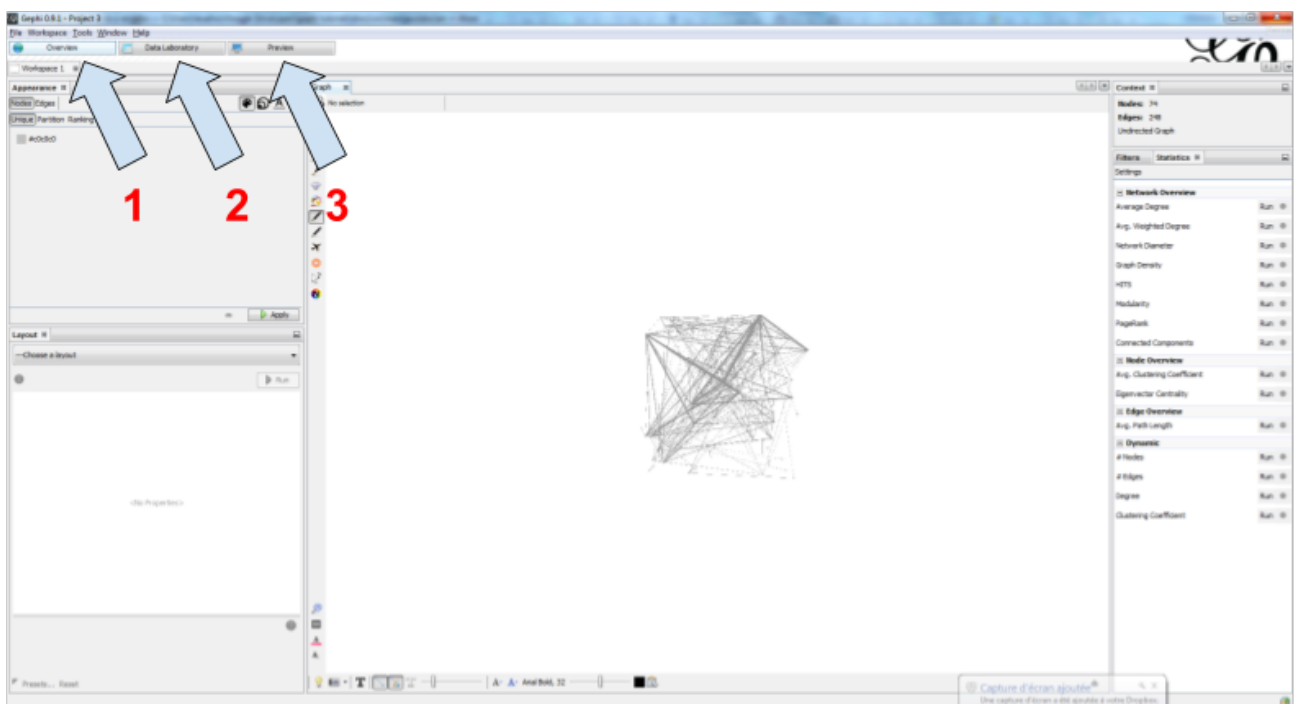 Gephi 0.9.1 - Project 3
File Workspace Tools Window Help
Overview Data Laboratory Preview
Workspace 1
Appearance
Graph
Context
Nodes Edges
No selection
Nodes: 74
Unique Partition Ranking
Edges: 248
Undirected Graph
#c0c0c0
Filters Statistics
Settings
1 2 3
Network Overview
Average Degree Run
Avg. Weighted Degree Run
Network Diameter Run
Graph Density Run
HITS Run
Modularity Run
PageRank Run
Connected Components Run
Node Overview
Avg. Clustering Coefficient Run
Eigenvector Centrality Run
Edge Overview
Avg. Path Length Run
Dynamic
# Nodes Run
# Edges Run
Degree Run
Clustering Coefficient Run
Apply
Layout
---Choose a layout
Run
<No Properties>
Presets... Reset
T
A- A- Arial Bold, 32
Capture d'écran ajoutée
Une capture d'écran a été ajoutée à votre Dropbox.